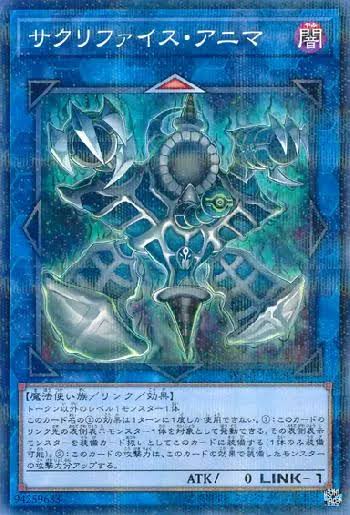 サクリファイス・アニマ
闇
【魔法使い族/リンク/効果】
トークン以外のレベル1モンスター1体
このカード名の①の効果は1ターンに1度しか使用できない。①:このカードの
リンク先の表側表示モンスター1体を対象として発動できる。その表側表示
モンスターを装備カード扱いとしてこのカードに装備する(1体のみ装備
可能)。②:このカードの攻撃力は、このカードの効果で装備したモンスター
の攻撃力分アップする。
ATK/ 0 LINK-1
94259633